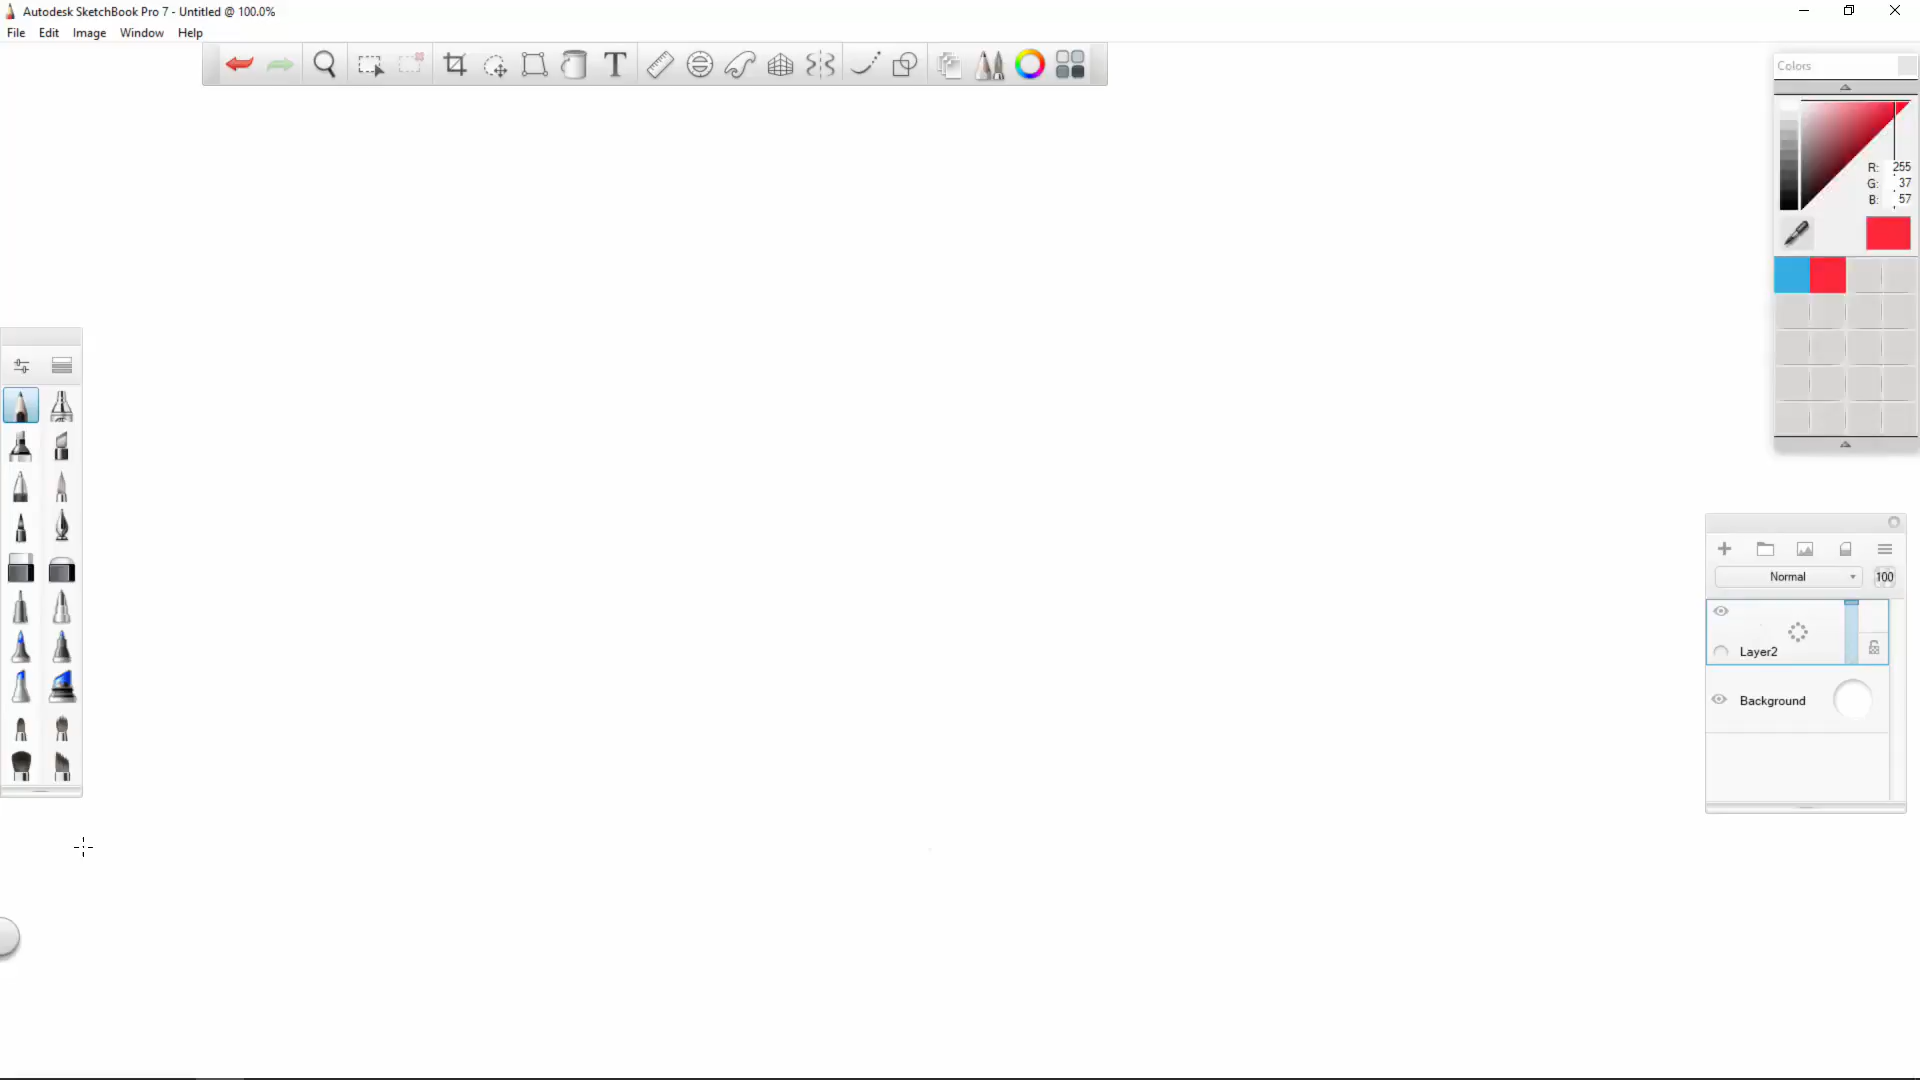 Autodesk SketchBook Pro 7 - Untitled @ 100.0%
File Edit Image Window Help
T
Colors
R: 255
G: 37
B: 57
Normal 100
Layer2
Background